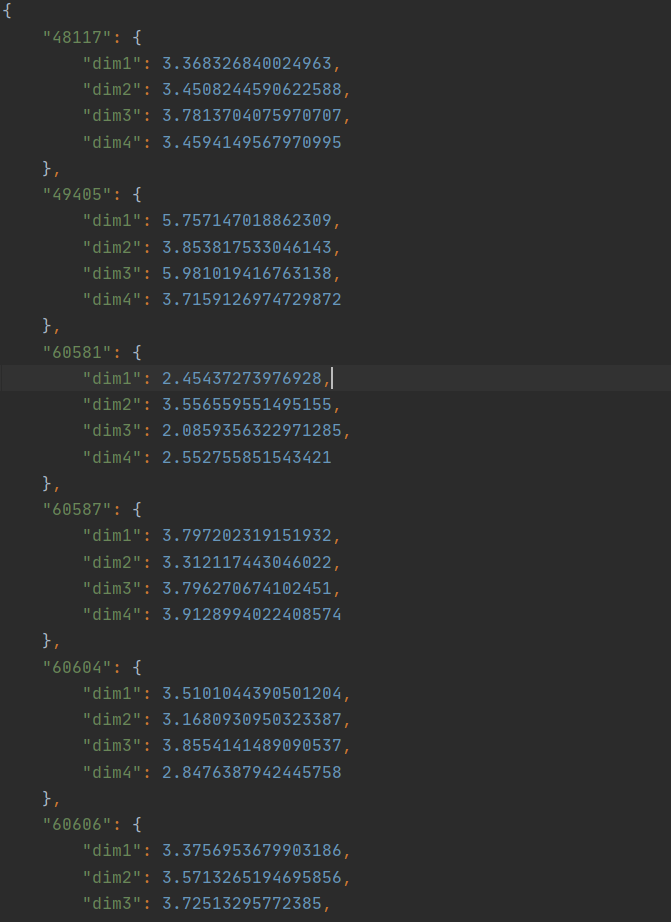 {
    "48117": {
        "dim1": 3.368326840024963,
        "dim2": 3.4508244590622588,
        "dim3": 3.7813704075970707,
        "dim4": 3.4594149567970995
    },
    "49405": {
        "dim1": 5.757147018862309,
        "dim2": 3.853817533046143,
        "dim3": 5.981019416763138,
        "dim4": 3.7159126974729872
    },
    "60581": {
        "dim1": 2.45437273976928,
        "dim2": 3.556559551495155,
        "dim3": 2.0859356322971285,
        "dim4": 2.552755851543421
    },
    "60587": {
        "dim1": 3.797202319151932,
        "dim2": 3.312117443046022,
        "dim3": 3.796270674102451,
        "dim4": 3.9128994022408574
    },
    "60604": {
        "dim1": 3.5101044390501204,
        "dim2": 3.1680930950323387,
        "dim3": 3.8554141489090537,
        "dim4": 2.8476387942445758
    },
    "60606": {
        "dim1": 3.3756953679903186,
        "dim2": 3.5713265194695856,
        "dim3": 3.72513295772385,